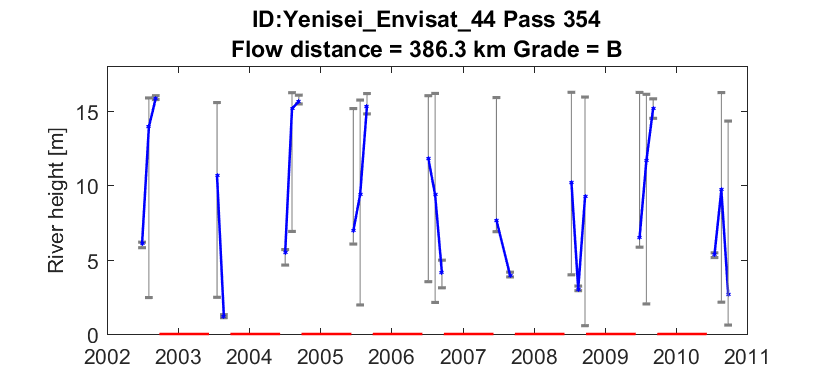 ID:Yenisei_Envisat_44 Pass 354
Flow distance = 386.3 km Grade = B
River height [m]
15
10
5
0
2002 2003 2004 2005 2006 2007 2008 2009 2010 2011